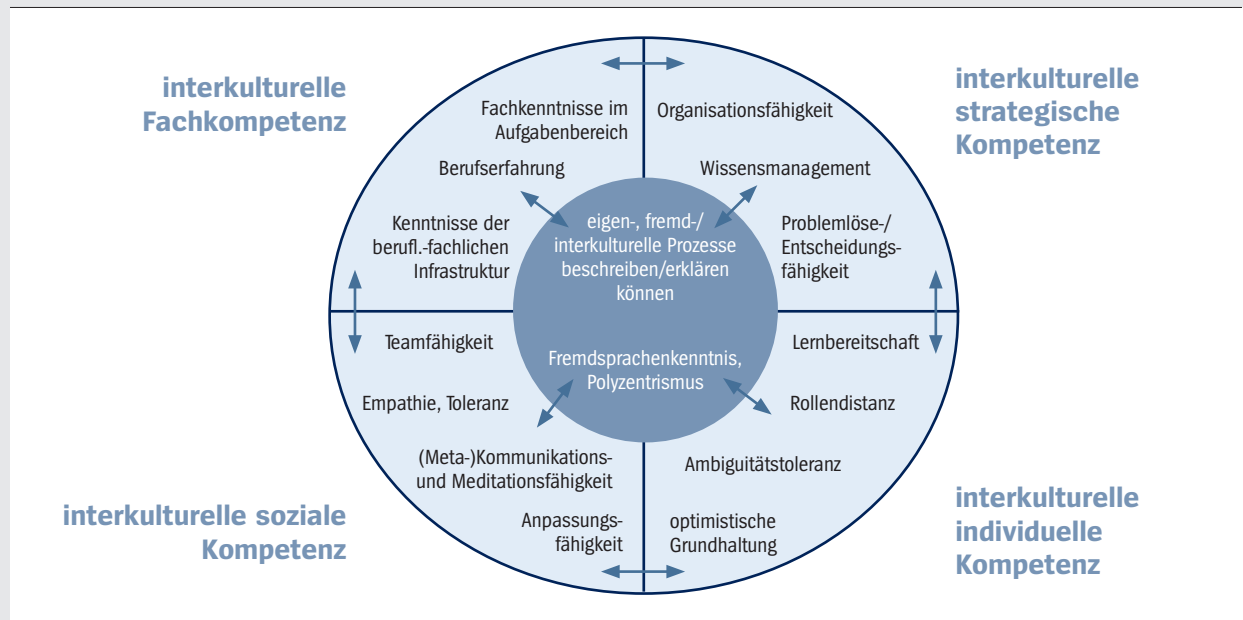 interkulturelle
Fachkompetenz
interkulturelle
strategische
Kompetenz
Fachkenntnisse im
Aufgabenbereich
Berufserfahrung
Kenntnisse der
berufl.-fachlichen
Infrastruktur
Organisationsfähigkeit
Wissensmanagement
Problemlöse-/
Entscheidungs-
fähigkeit
eigen-, fremd-/
interkulturelle Prozesse
beschreiben/erklären
können
Fremdsprachenkenntnis,
Polyzentrismus
Teamfähigkeit
Empathie, Toleranz
(Meta-)Kommunikations-
und Meditationsfähigkeit
Anpassungs-
fähigkeit
Lernbereitschaft
Rollendistanz
Ambiguitätstoleranz
optimistische
Grundhaltung
interkulturelle soziale
Kompetenz
interkulturelle
individuelle
Kompetenz